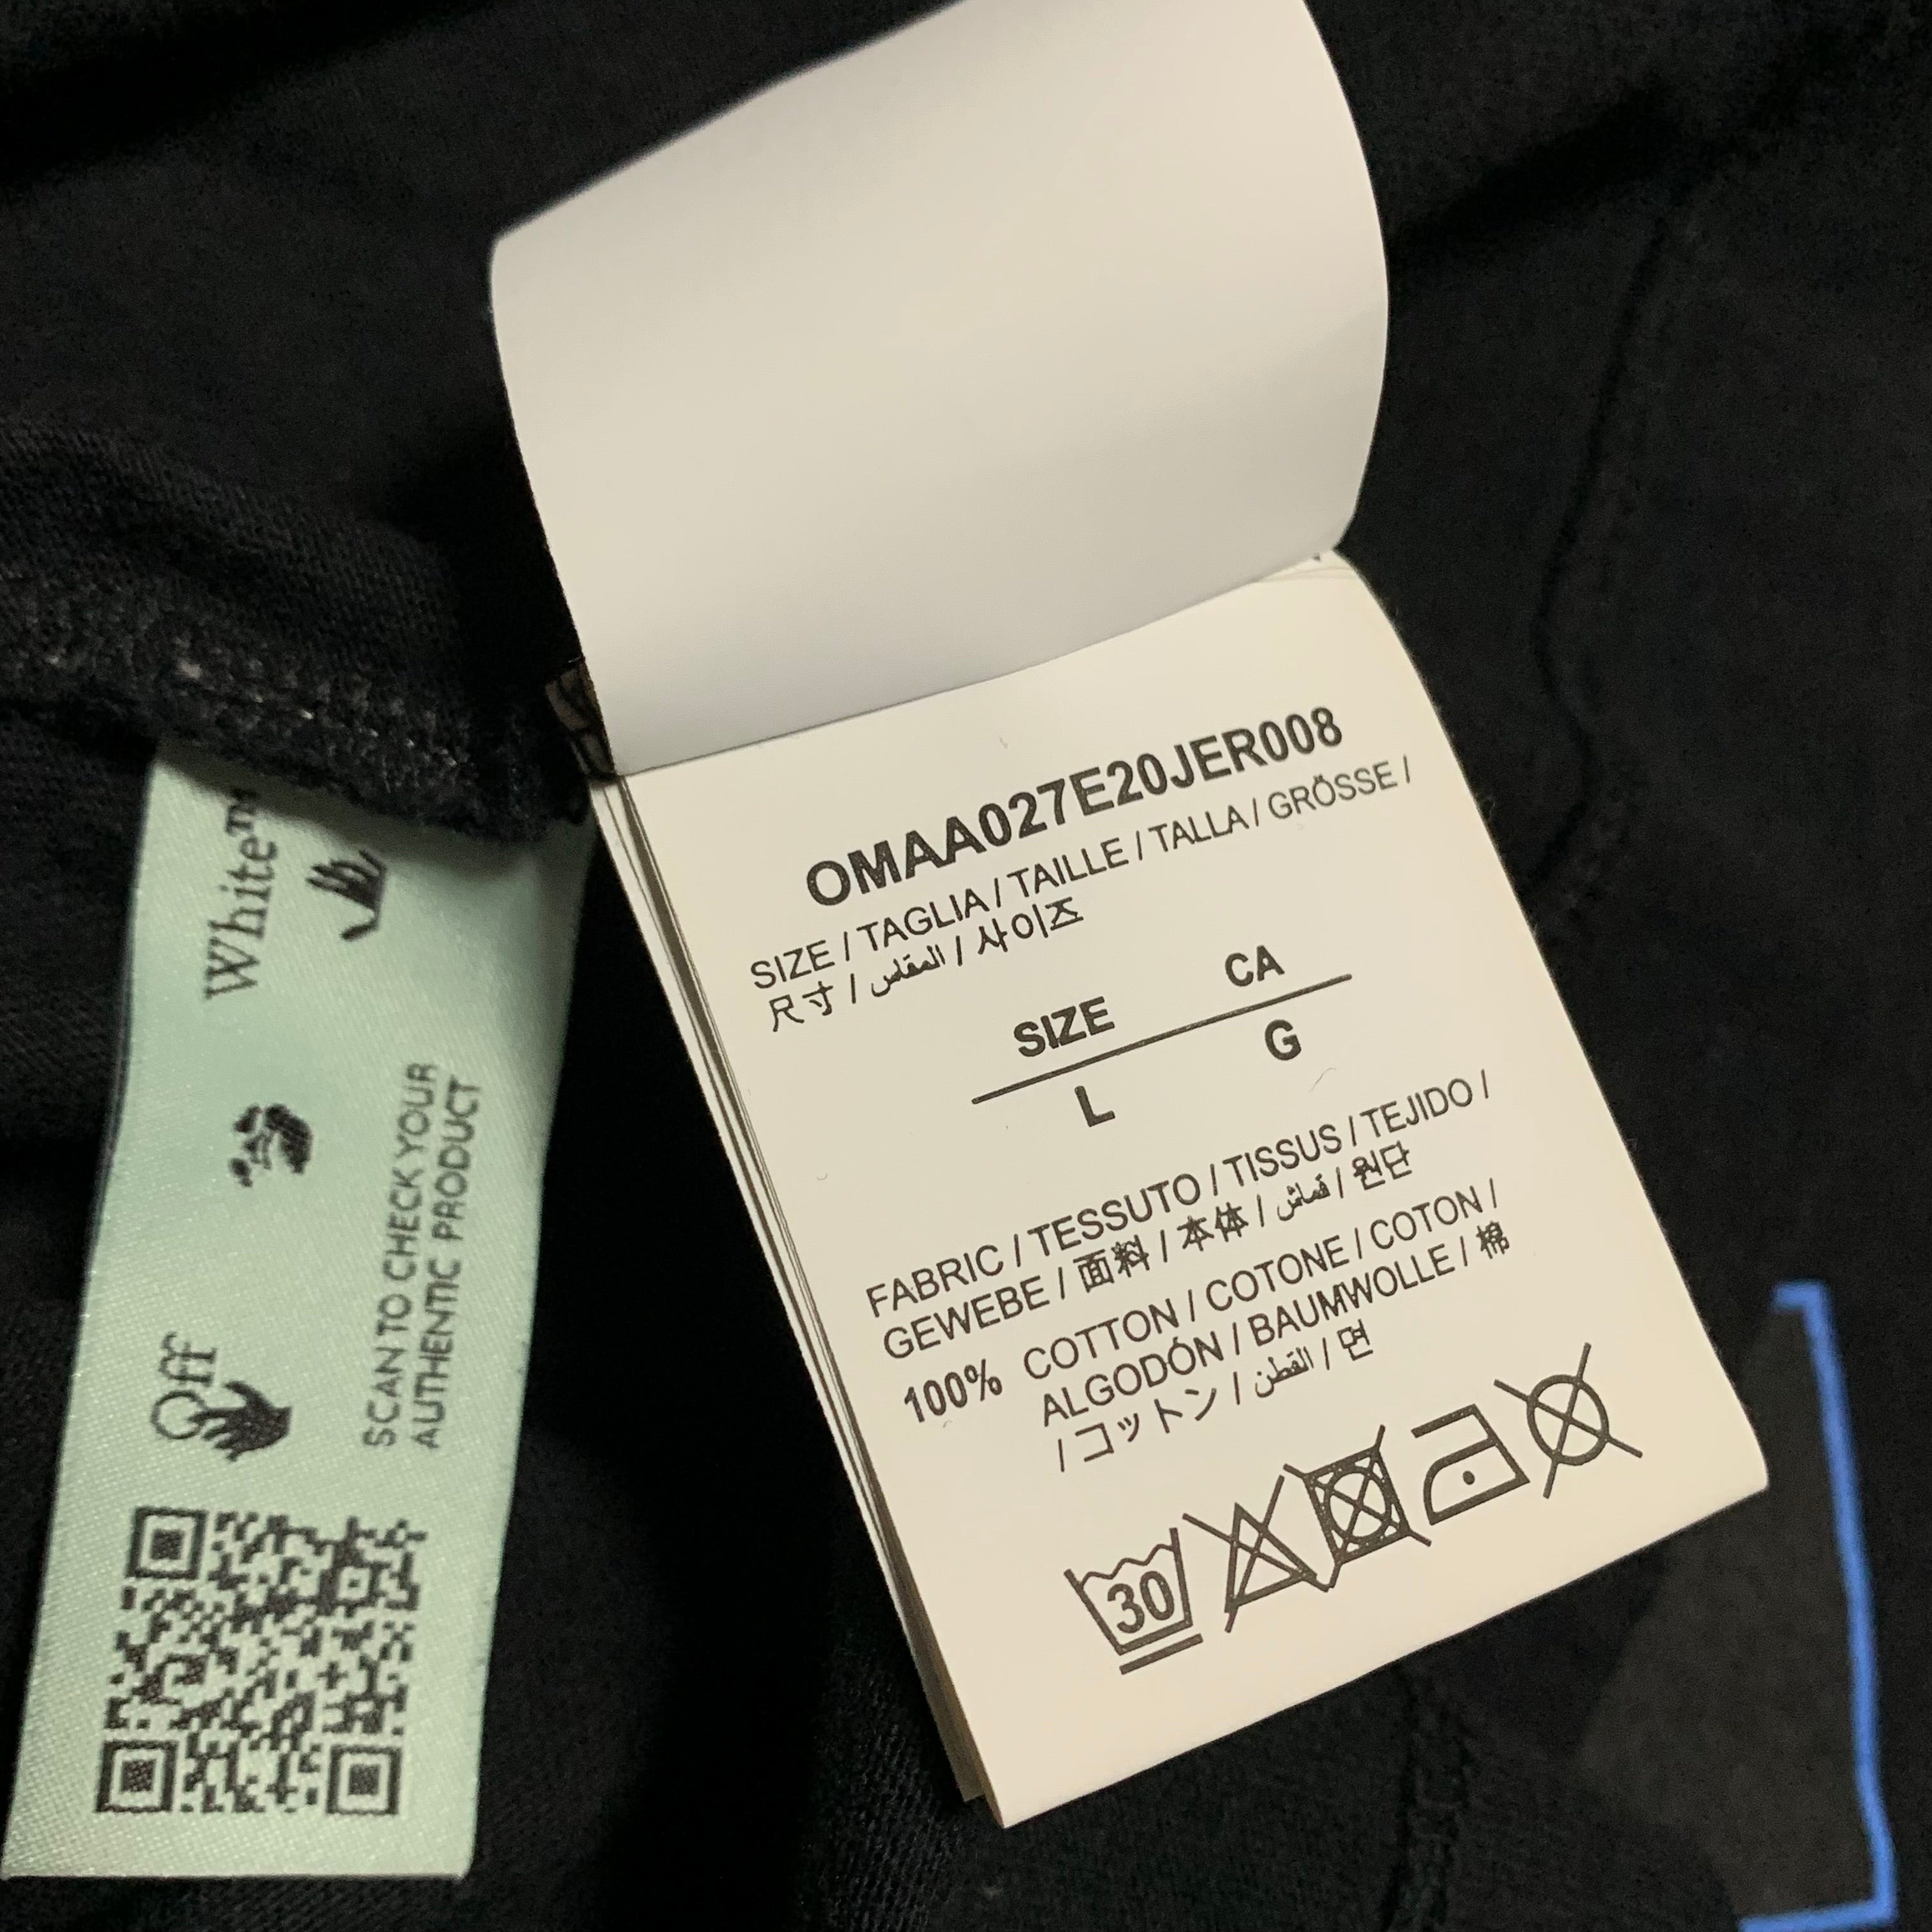 Off White™
SCAN TO CHECK YOUR
AUTHENTIC PRODUCT
OMAA027E20JER008
SIZE / TAGLIA / TAILLE / TALLA / GRÖSSE /
尺寸 / المقاس / 사이즈
SIZE CA
L G
FABRIC / TESSUTO / TISSUS / TEJIDO /
GEWEBE / 面料 / 本体 / قماش / 원단
100% COTTON / COTONE / COTON /
ALGODÓN / BAUMWOLLE / 棉
/ コットン / القطن / 면
30